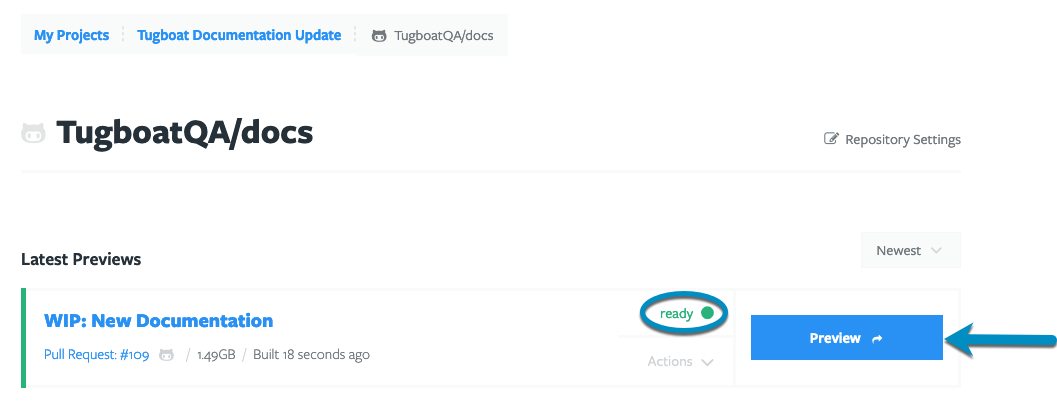 My Projects Tugboat Documentation Update TugboatQA/docs
TugboatQA/docs
Repository Settings
Newest
Latest Previews
WIP: New Documentation
ready
Preview
Pull Request: #109 / 1.49GB / Built 18 seconds ago
Actions